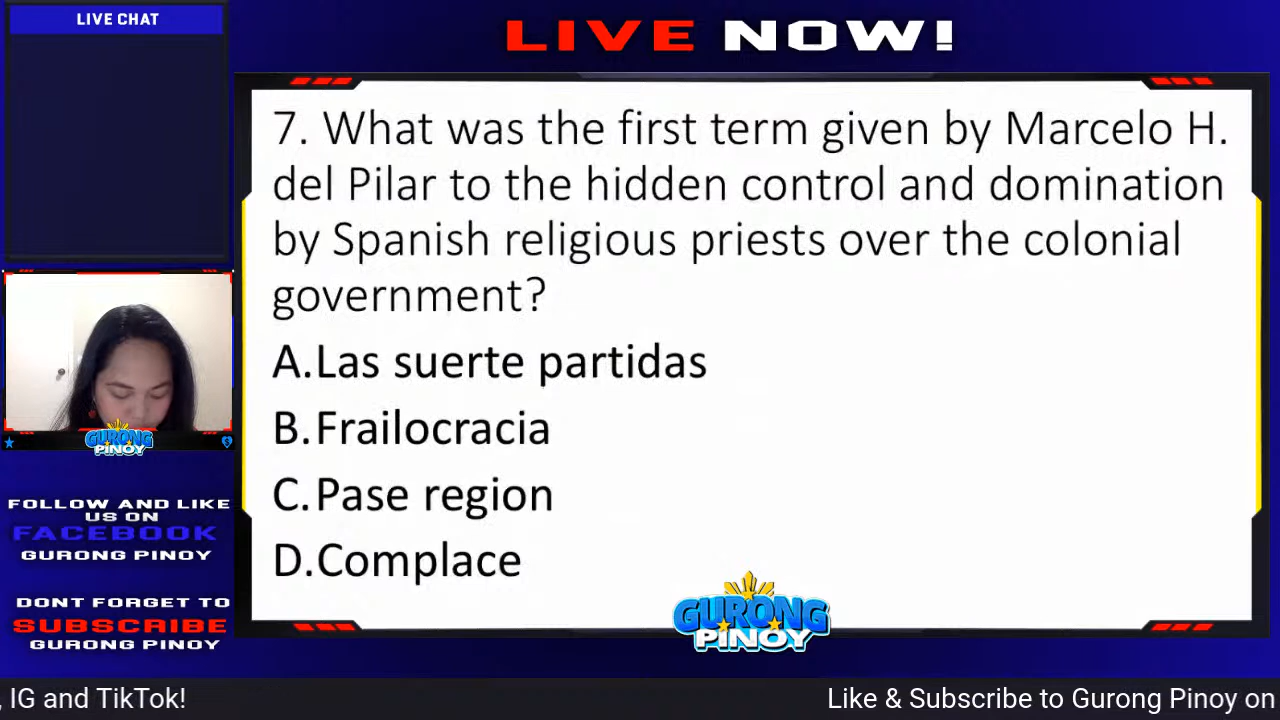 LIVE CHAT
LIVE NOW!
7. What was the first term given by Marcelo H.
del Pilar to the hidden control and domination
by Spanish religious priests over the colonial
government?
A.Las suerte partidas
B.Frailocracia
C.Pase region
D.Complace
GURONG
PINOY
GURONG
PINOY
FOLLOW AND LIKE
US ON
FACEBOOK
GURONG PINOY
DONT FORGET TO
SUBSCRIBE
GURONG PINOY
, IG and TikTok!
Like & Subscribe to Gurong Pinoy on